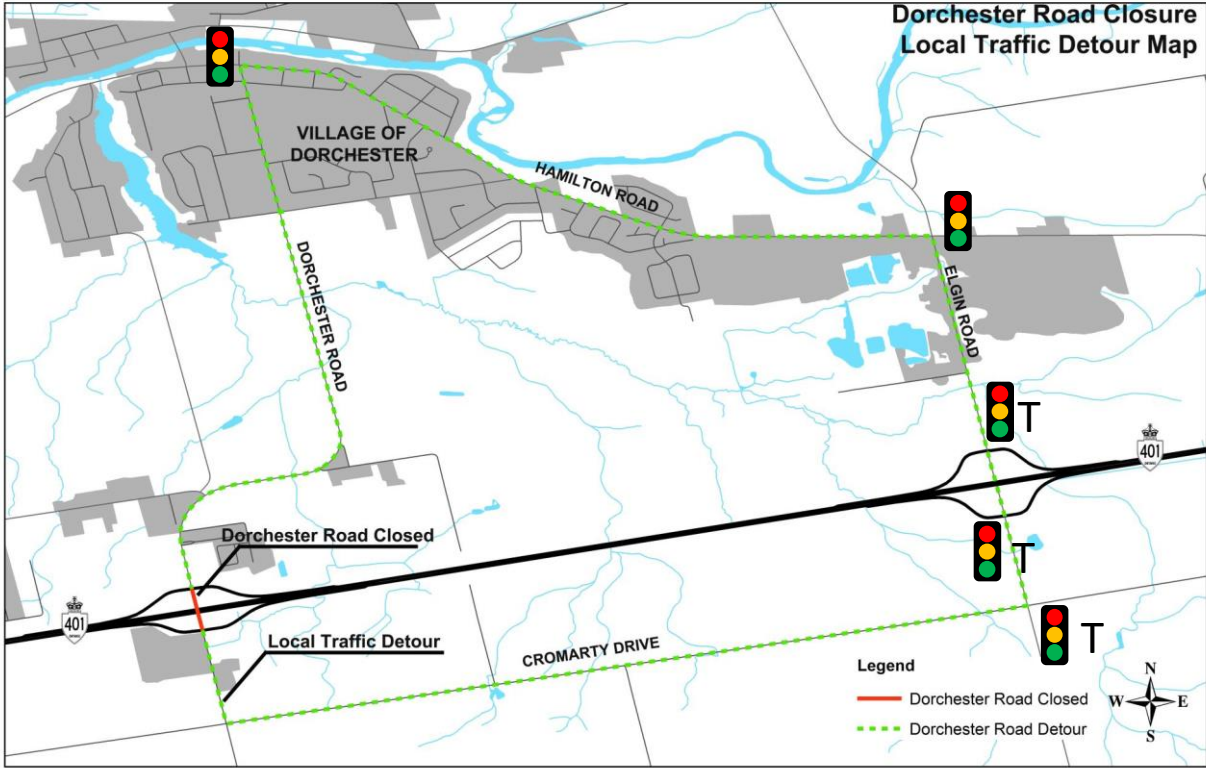 Dorchester Road Closure
Local Traffic Detour Map
VILLAGE OF
DORCHESTER
HAMILTON ROAD
DORCHESTER ROAD
ELGIN ROAD
T
401
T
Dorchester Road Closed
401
Local Traffic Detour
CROMARTY DRIVE
T
Legend
Dorchester Road Closed
Dorchester Road Detour
N
W E
S